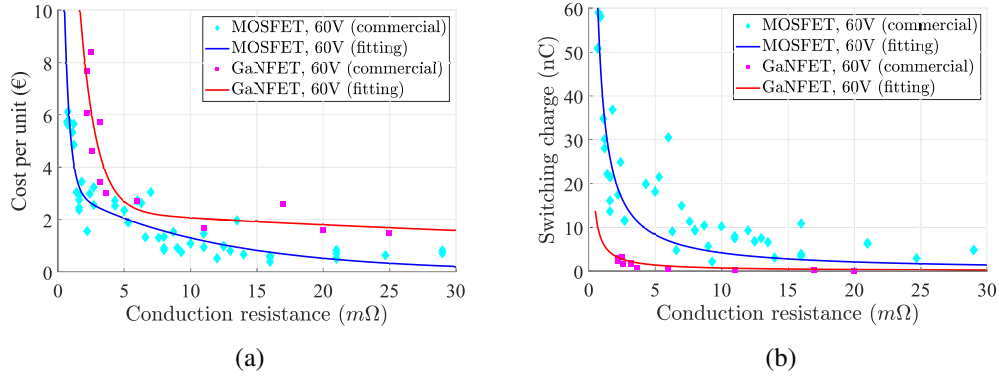 (a)
10
8
6
4
2
0
Cost per unit (€)
0 5 10 15 20 25 30
Conduction resistance (mΩ)
MOSFET, 60V (commercial)
MOSFET, 60V (fitting)
GaNFET, 60V (commercial)
GaNFET, 60V (fitting)
(b)
60
50
40
30
20
10
0
Switching charge (nC)
0 5 10 15 20 25 30
Conduction resistance (mΩ)
MOSFET, 60V (commercial)
MOSFET, 60V (fitting)
GaNFET, 60V (commercial)
GaNFET, 60V (fitting)